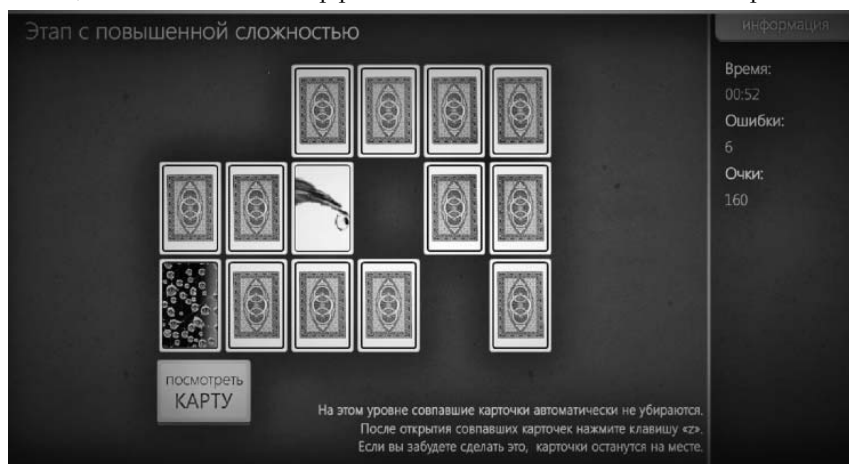 Этап с повышенной сложностью
информация
Время:
00:52
Ошибки:
6
Очки:
160
посмотреть
КАРТУ
На этом уровне совпавшие карточки автоматически не убираются.
После открытия совпавших карточек нажмите клавишу «z».
Если вы забудете сделать это, карточки останутся на месте.